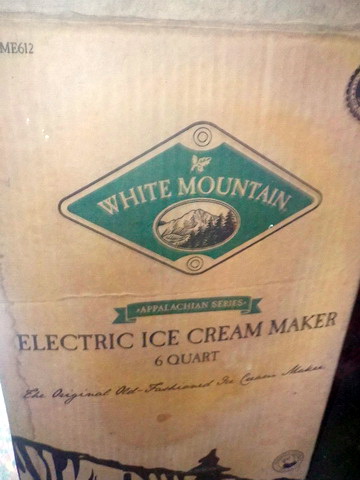 ME612
WHITE MOUNTAIN
APPALACHIAN SERIES
ELECTRIC ICE CREAM MAKER
6 QUART
The Original Old-Fashioned Ice Cream Maker